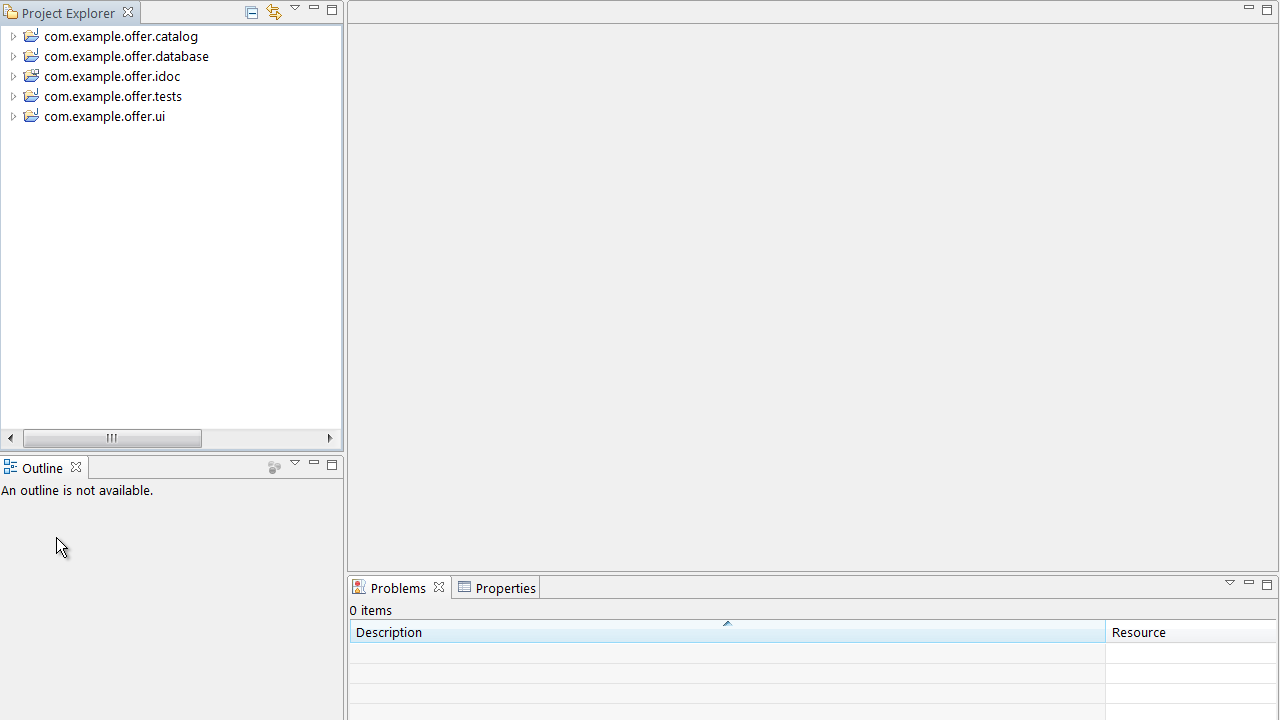 Project Explorer
com.example.offer.catalog
com.example.offer.database
com.example.offer.idoc
com.example.offer.tests
com.example.offer.ui
Outline
An outline is not available.
Problems
Properties
0 items
Description
Resource